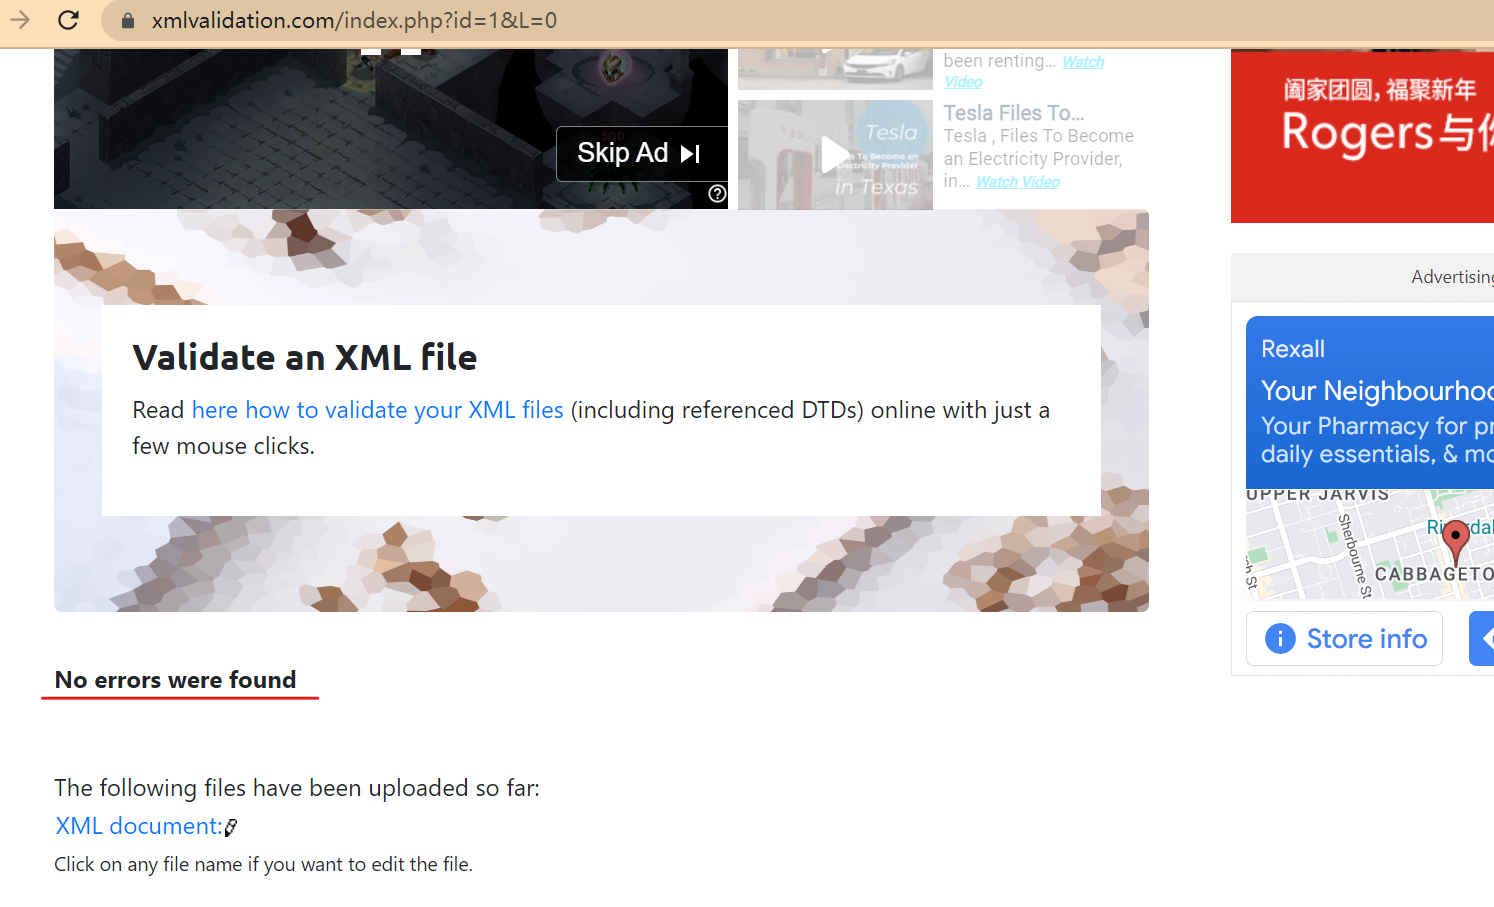 xmlvalidation.com/index.php?id=1&L=0
been renting... Watch
Video
500
Skip Ad
Tesla
Files To Become an
Electricity Provider
in Texas
Tesla Files To...
Tesla , Files To Become
an Electricity Provider,
in... Watch Video
阖家团圆, 福聚新年
Rogers与
Advertising
Validate an XML file
Read here how to validate your XML files (including referenced DTDs) online with just a
few mouse clicks.
Rexall
Your Neighbourhoo
Your Pharmacy for pr
daily essentials, & mo
UPPER JARVIS
Sherbourne St
CABBAGETO
Store info
No errors were found
The following files have been uploaded so far:
XML document:
Click on any file name if you want to edit the file.